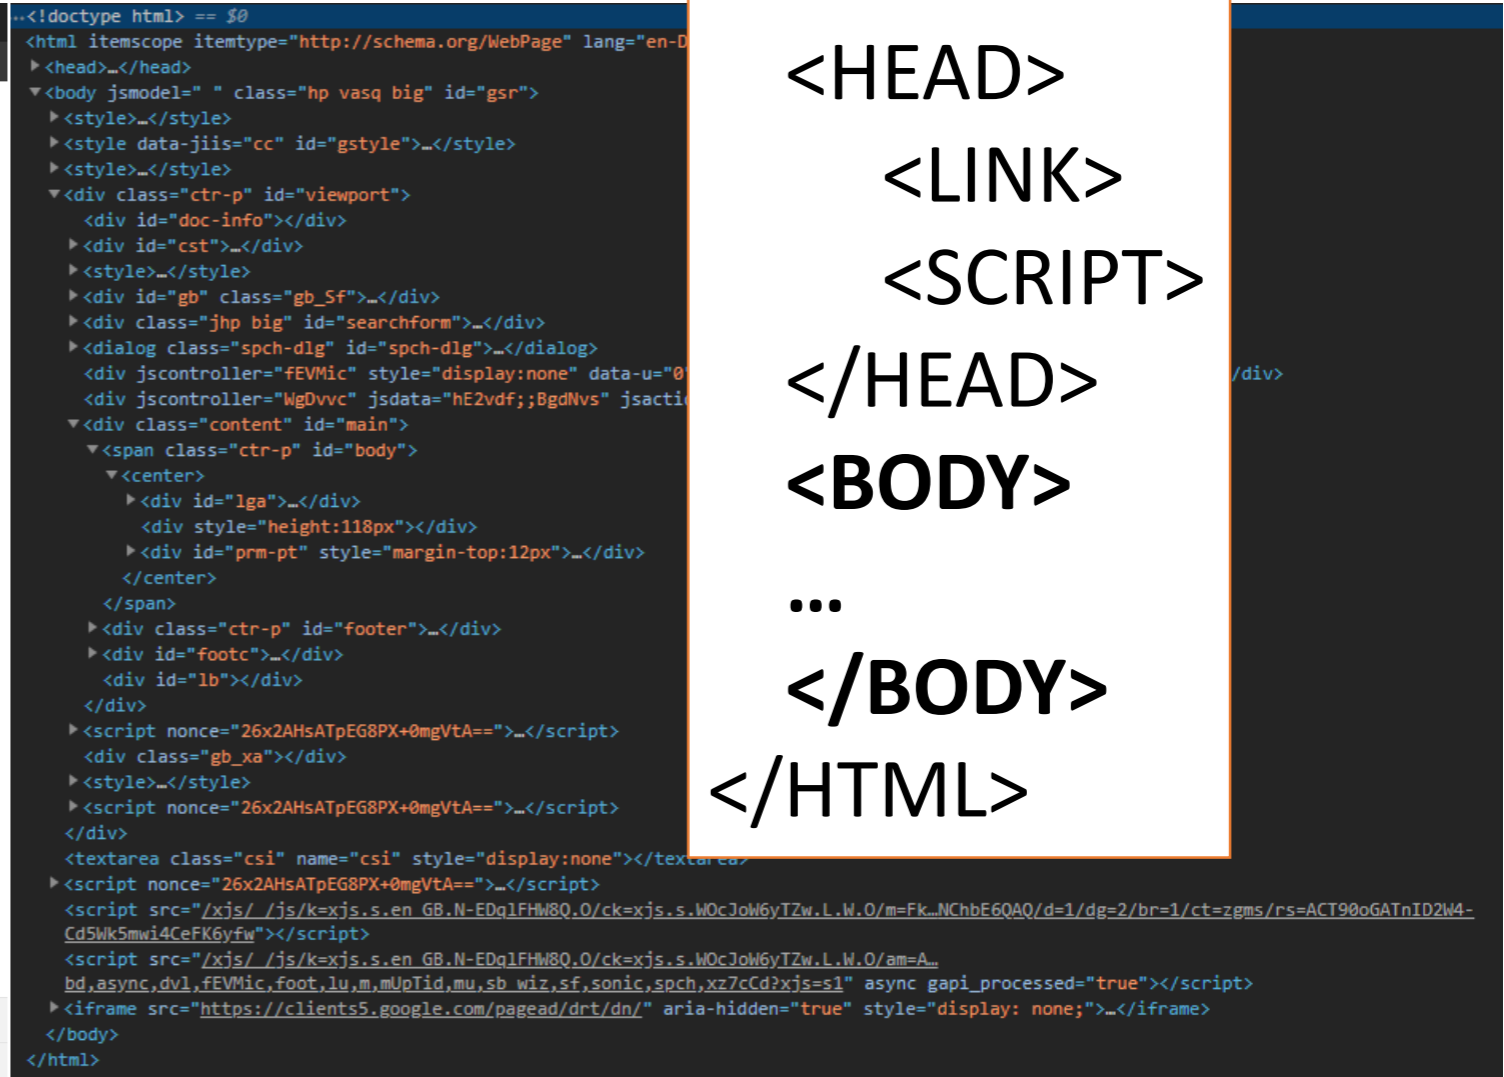 <!doctype html> == $0
<html itemscope itemtype="http://schema.org/WebPage" lang="en-D
<head>…</head>
<body jsmodel=" " class="hp vasq big" id="gsr">
<style>…</style>
<style data-jiis="cc" id="gstyle">…</style>
<style>…</style>
<div class="ctr-p" id="viewport">
<div id="doc-info"></div>
<div id="cst">…</div>
<style>…</style>
<div id="gb" class="gb_Sf">…</div>
<div class="jhp big" id="searchform">…</div>
<dialog class="spch-dlg" id="spch-dlg">…</dialog>
<div jscontroller="fEVMic" style="display:none" data-u="0" /div>
<div jscontroller="WgDvvc" jsdata="hE2vdf;;BgdNvs" jsacti
<div class="content" id="main">
<span class="ctr-p" id="body">
<center>
<div id="lga">…</div>
<div style="height:118px"></div>
<div id="prm-pt" style="margin-top:12px">…</div>
</center>
</span>
<div class="ctr-p" id="footer">…</div>
<div id="footc">…</div>
<div id="lb"></div>
</div>
<script nonce="26x2AHsATpEG8PX+0mgVtA==">…</script>
<div class="gb_xa"></div>
<style>…</style>
<script nonce="26x2AHsATpEG8PX+0mgVtA==">…</script>
</div>
<textarea class="csi" name="csi" style="display:none"></textarea>
<script nonce="26x2AHsATpEG8PX+0mgVtA==">…</script>
<script src="/xjs/_/js/k=xjs.s.en_GB.N-EDqlFHW8Q.O/ck=xjs.s.WOcJoW6yTZw.L.W.O/m=Fk…NChbE6QAQ/d=1/dg=2/br=1/ct=zgms/rs=ACT90oGATnID2W4-
Cd5Wk5mwi4CeFK6yfw"></script>
<script src="/xjs/_/js/k=xjs.s.en_GB.N-EDqlFHW8Q.O/ck=xjs.s.WOcJoW6yTZw.L.W.O/am=A…
bd,async,dvl,fEVMic,foot,lu,m,mUpTid,mu,sb_wiz,sf,sonic,spch,xz7cCd?xjs=s1" async gapi_processed="true"></script>
<iframe src="https://clients5.google.com/pagead/drt/dn/" aria-hidden="true" style="display: none;">…</iframe>
</body>
</html>
<HEAD>
<LINK>
<SCRIPT>
</HEAD>
<BODY>
...
</BODY>
</HTML>